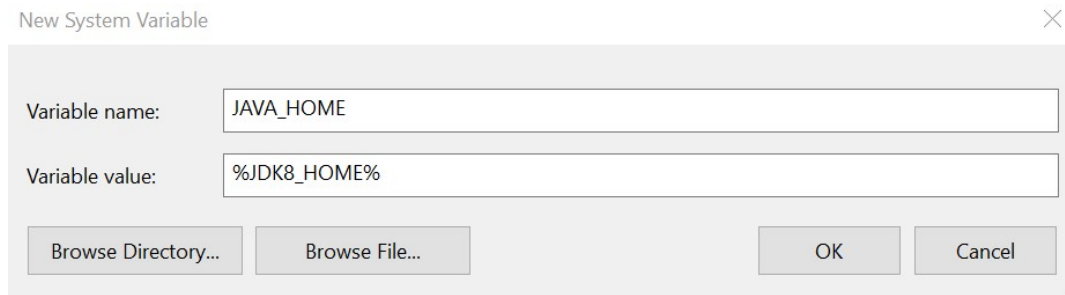 New System Variable
Variable name: JAVA_HOME
Variable value: %JDK8_HOME%
Browse Directory... Browse File... OK Cancel